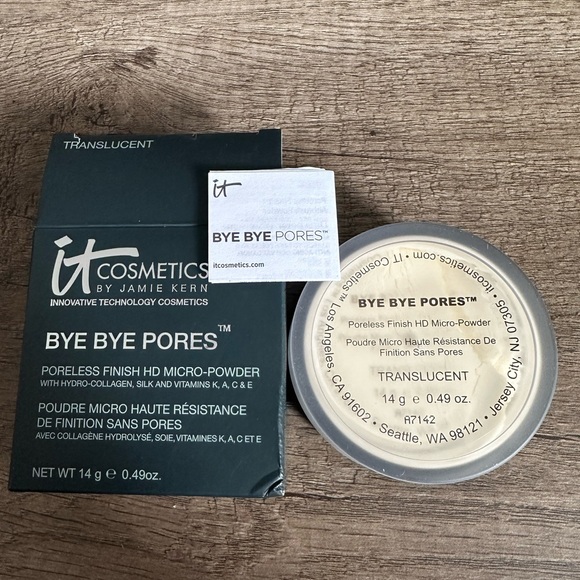 TRANSLUCENT
it COSMETICS
BY JAMIE KERN
INNOVATIVE TECHNOLOGY COSMETICS
BYE BYE PORES™
PORELESS FINISH HD MICRO-POWDER
WITH HYDRO-COLLAGEN, SILK AND VITAMINS K, A, C & E
POUDRE MICRO HAUTE RÉSISTANCE
DE FINITION SANS PORES
AVEC COLLAGÈNE HYDROLYSÉ, SOIE, VITAMINES K, A, C ET E
NET WT 14 g ℮ 0.49oz.
it
BYE BYE PORES™
itcosmetics.com
BYE BYE PORES™
Poreless Finish HD Micro-Powder
Poudre Micro Haute Résistance De
Finition Sans Pores
TRANSLUCENT
14 g ℮ 0.49 oz.
A7142
itcosmetics.com • IT Cosmetics™ Los Angeles, CA 91602 • Seattle, WA 98121 • Jersey City, NJ 07305 •